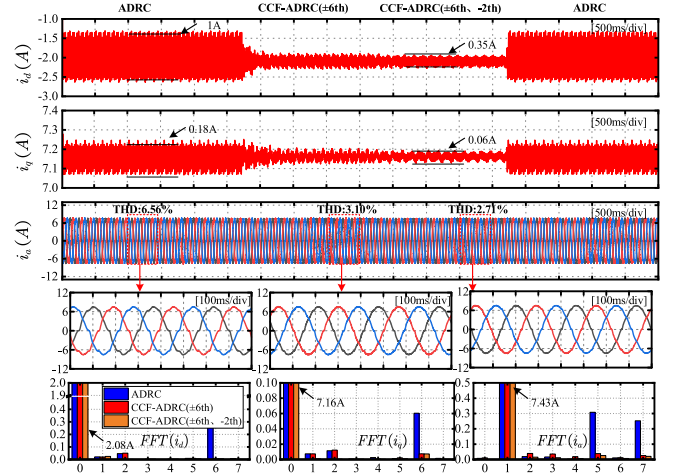 ADRC CCF-ADRC(±6th) CCF-ADRC(±6th、-2th) ADRC
-1.0 1A [500ms/div]
-1.5 0.35A
-2.0
-2.5
-3.0
i_d(A)
7.4 [500ms/div]
7.3 0.18A
7.2 0.06A
7.1
7.0
i_q(A)
12 THD:6.56% THD:3.10% THD:2.71% [500ms/div]
6
0
-6
-12
i_a(A)
12 [100ms/div] 12 [100ms/div] 12 [100ms/div]
6 6 6
0 0 0
-6 -6 -6
-12 -12 -12
2.0 ADRC 0.10 0.5
1.9 CCF-ADRC(±6th) 0.08 7.16A 0.4 7.43A
CCF-ADRC(±6th、-2th)
0.3 0.06 0.3
0.2 2.08A FFT(i_d) 0.04 FFT(i_q) 0.2 FFT(i_a)
0.1 0.02 0.1
0.0 0.00 0.0
0 1 2 3 4 5 6 7 0 1 2 3 4 5 6 7 0 1 2 3 4 5 6 7